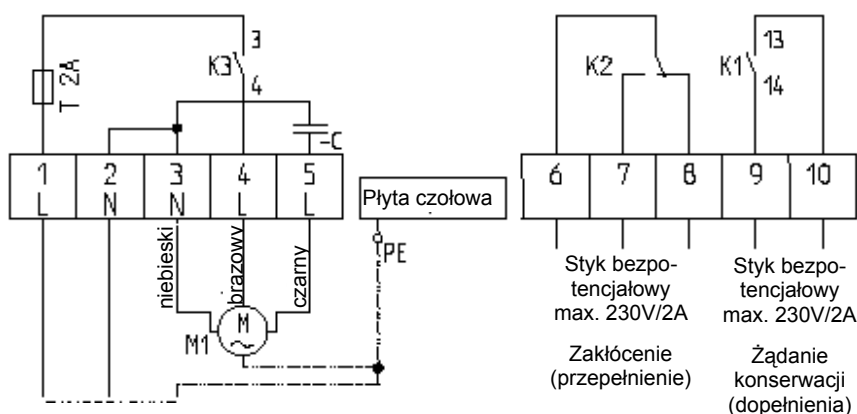 3
K3
4
T 2A
-C
1 2 3 4 5
L N N L L
niebieski
brazowy
czarny
M
M1
Płyta czołowa
PE
K2
K1
13
14
6 7 8 9 10
Styk bezpo-
tencjałowy
max. 230V/2A
Zakłócenie
(przepełnienie)
Styk bezpo-
tencjałowy
max. 230V/2A
Żądanie
konserwacji
(dopełnienia)